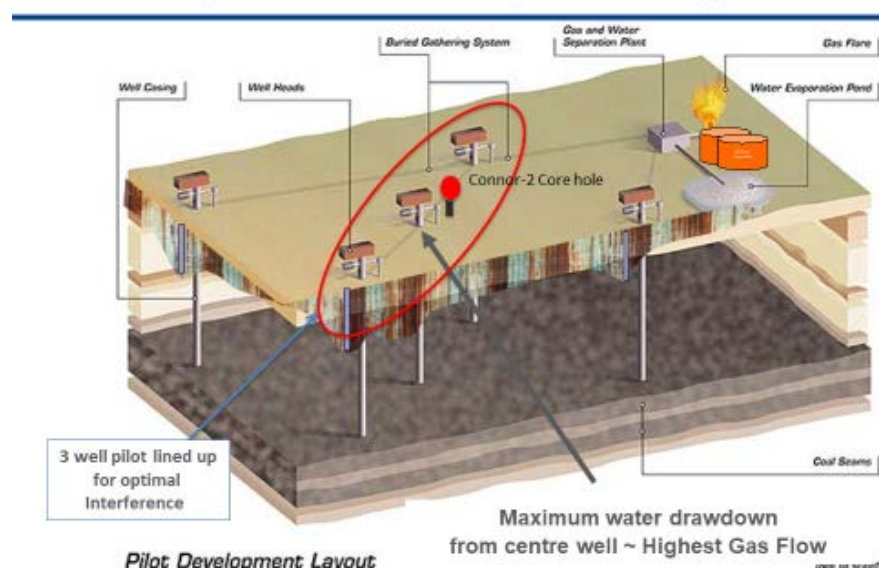 Gas and Water
Separation Plant
Buried Gathering System
Gas Flare
Well Casing
Well Heads
Water Evaporation Pond
Connor-2 Core hole
3 well pilot lined up
for optimal
Interference
Coal Seams
Maximum water drawdown
from centre well ~ Highest Gas Flow
Pilot Development Layout